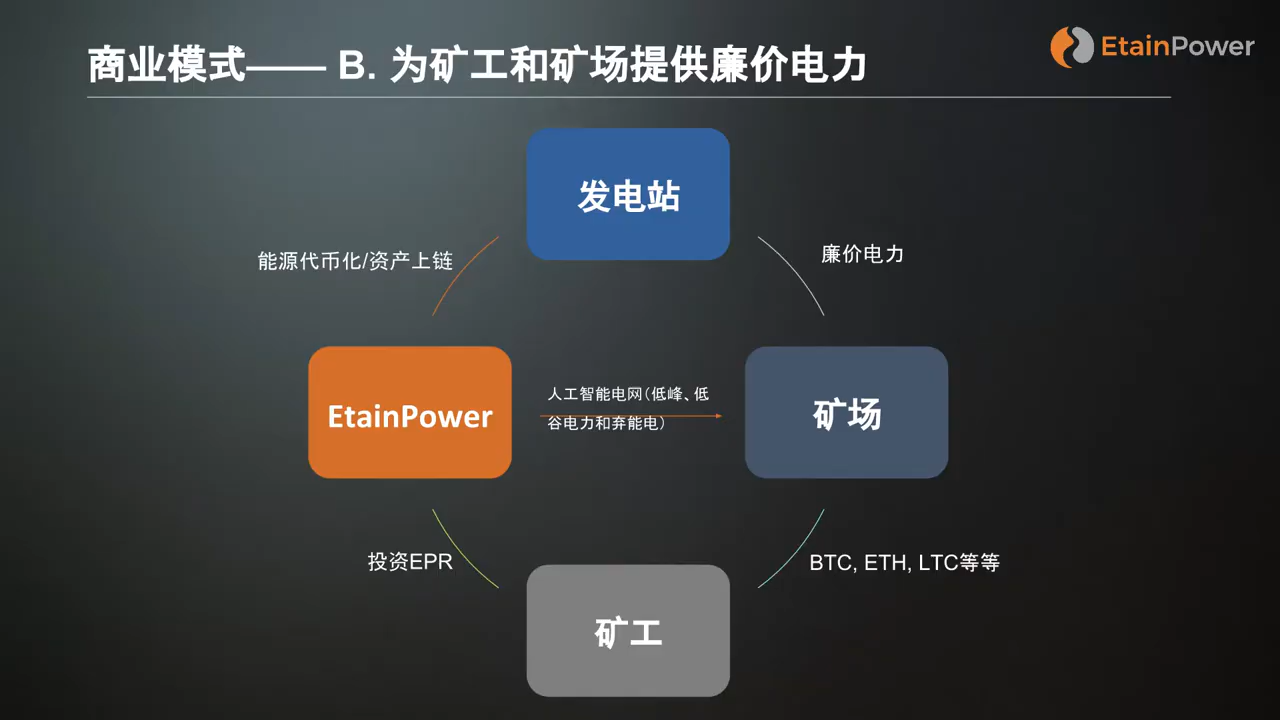 商业模式—— B. 为矿工和矿场提供廉价电力
EtainPower
发电站
能源代币化/资产上链
廉价电力
EtainPower
人工智能电网（低峰、低
谷电力和弃能电）
矿场
投资EPR
BTC, ETH, LTC等等
矿工